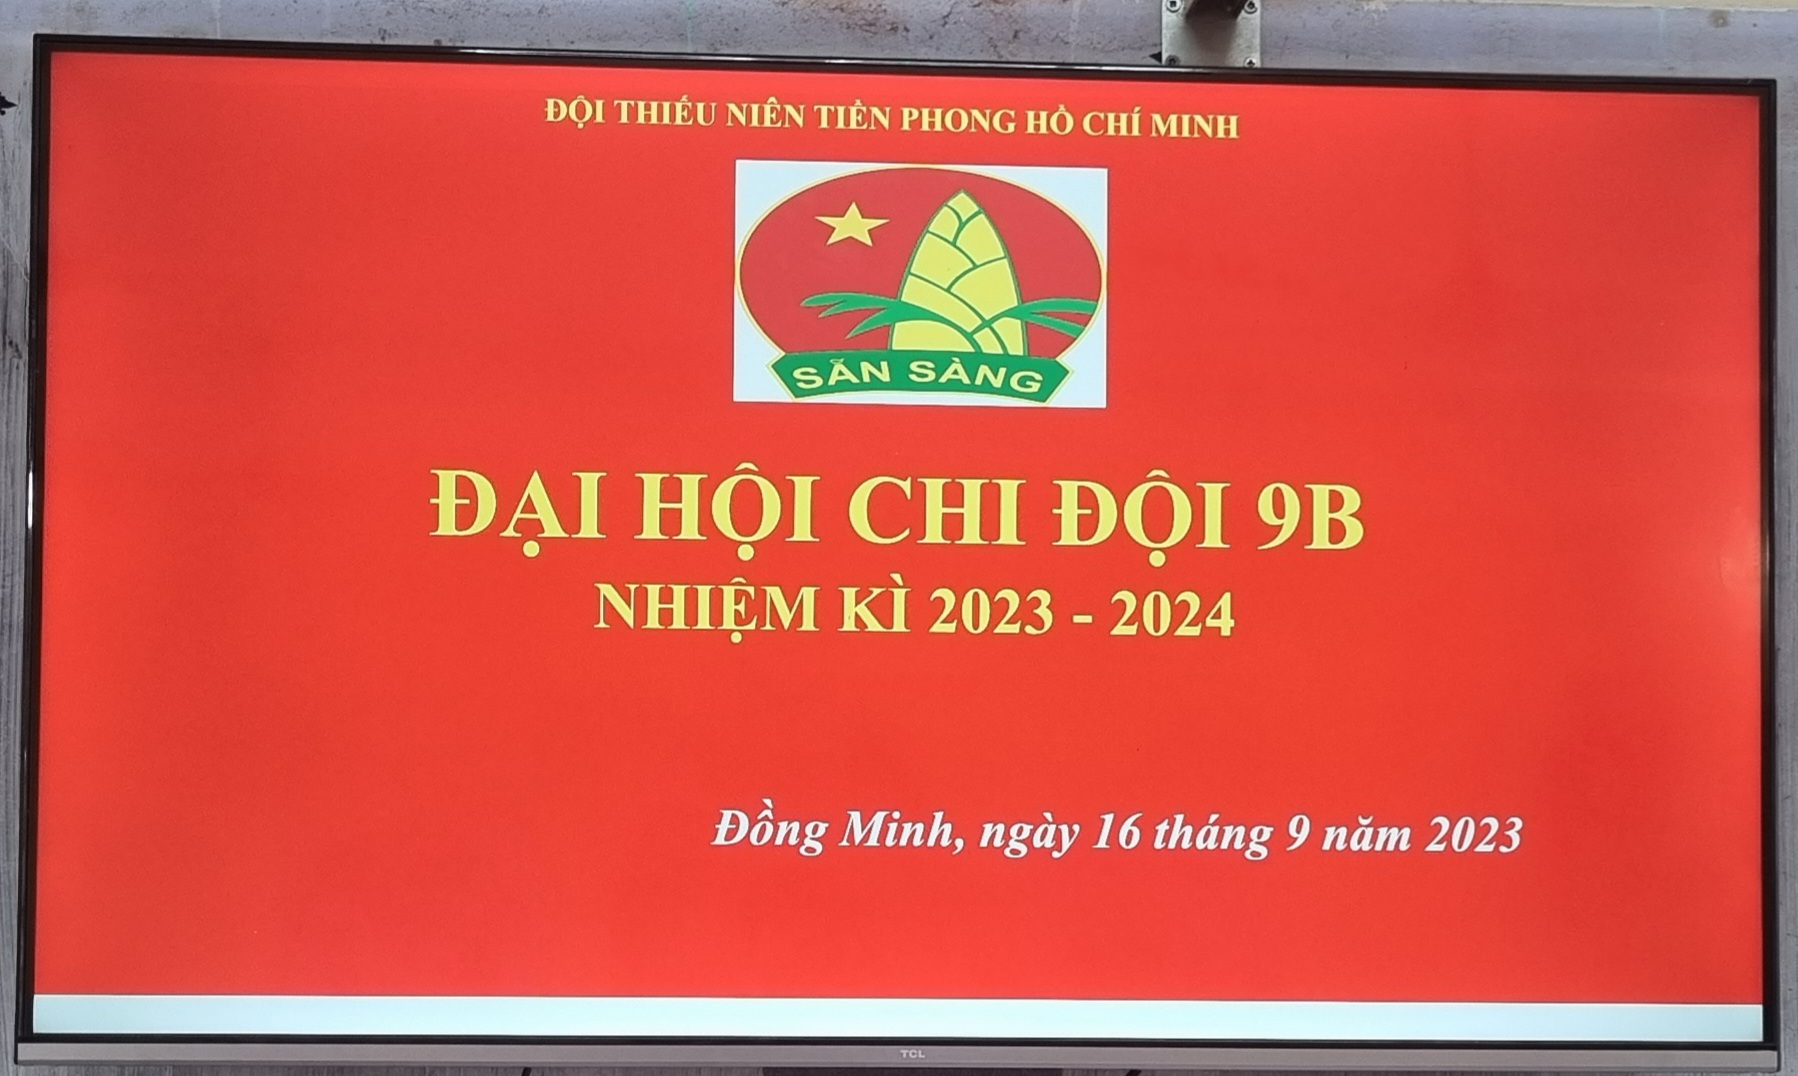 ĐỘI THIẾU NIÊN TIỀN PHONG HỒ CHÍ MINH
SẴN SÀNG
ĐẠI HỘI CHI ĐỘI 9B
NHIỆM KÌ 2023 - 2024
Đồng Minh, ngày 16 tháng 9 năm 2023
TCL